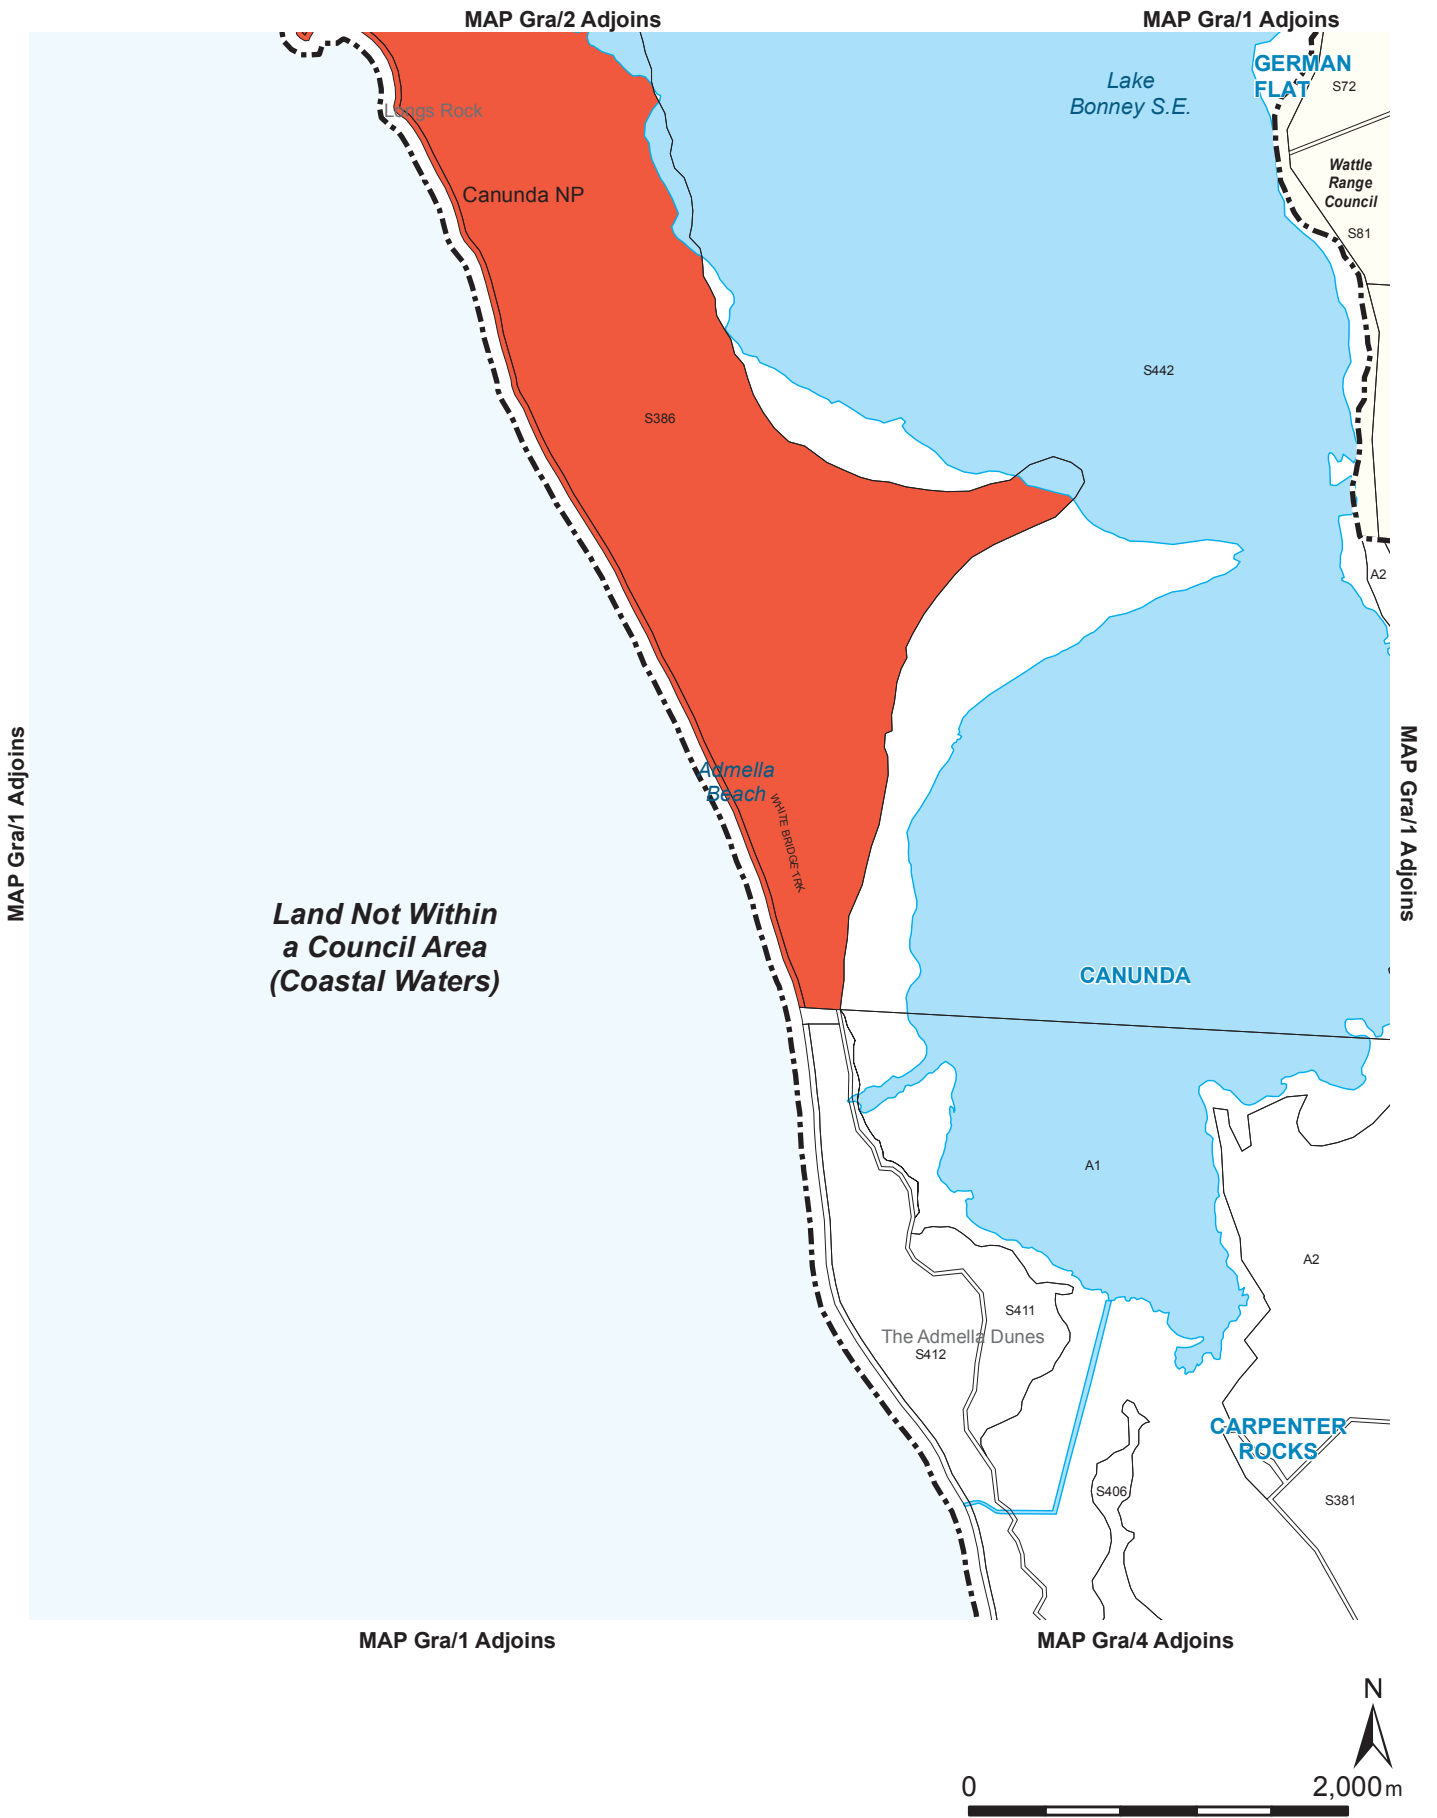 MAP Gra/2 Adjoins
MAP Gra/1 Adjoins
GERMAN
FLAT
S72
Lake
Bonney S.E.
Longs Rock
Wattle
Range
Council
Canunda NP
S81
S442
S386
A2
MAP Gra/1 Adjoins
MAP Gra/1 Adjoins
Admella
Beach
WHITE BRIDGE TRK
Land Not Within
a Council Area
(Coastal Waters)
CANUNDA
A1
A2
S411
The Admella Dunes
S412
CARPENTER
ROCKS
S406
S381
MAP Gra/1 Adjoins
MAP Gra/4 Adjoins
N
0
2,000 m